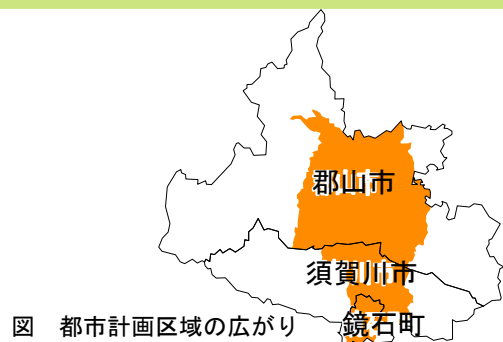 郡山市
須賀川市
鏡石町
図 都市計画区域の広がり